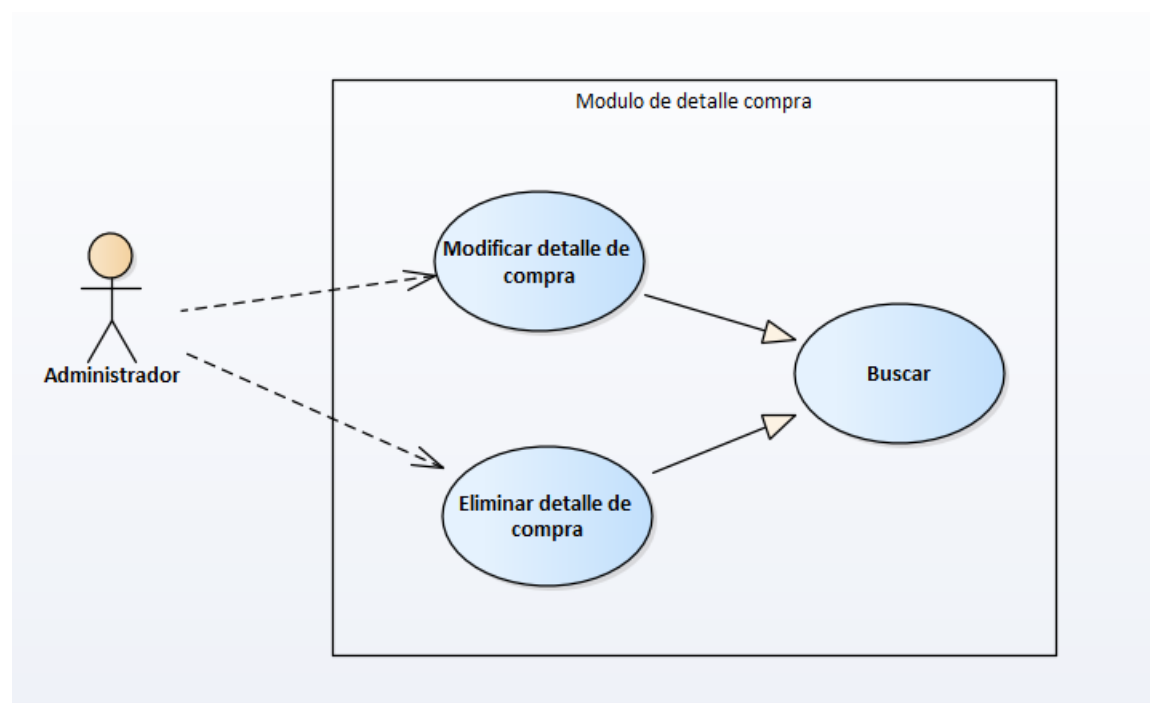 Modulo de detalle compra
Modificar detalle de
compra
Buscar
Administrador
Eliminar detalle de
compra